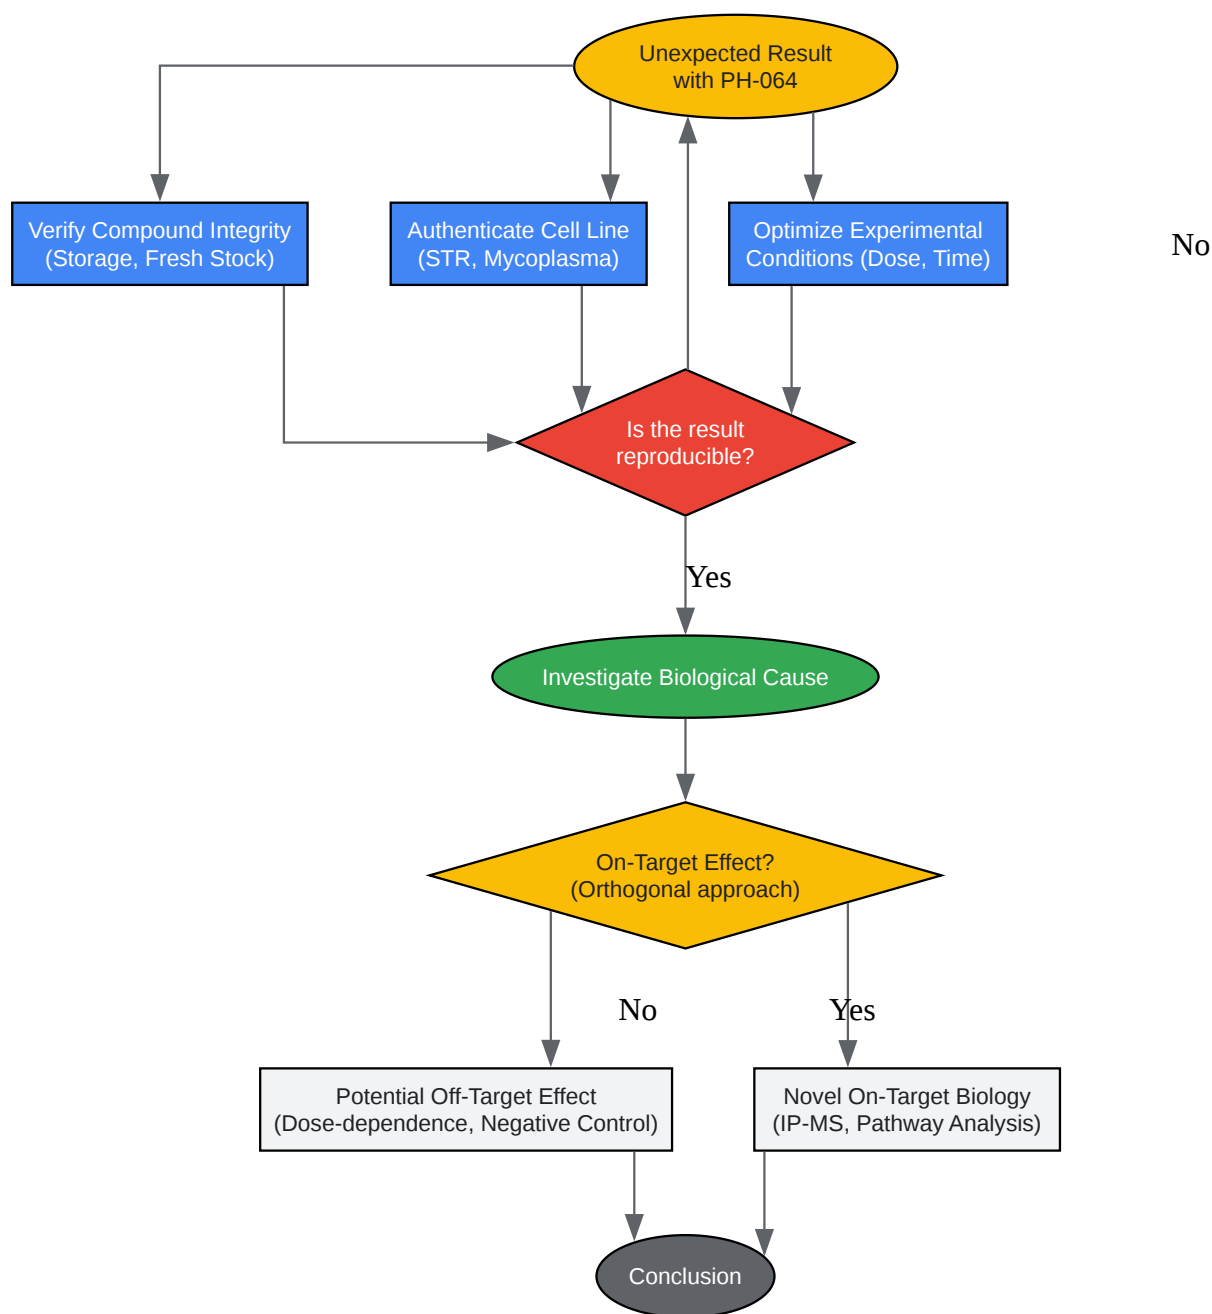 Unexpected Result
with PH-064
Verify Compound Integrity
(Storage, Fresh Stock)
Authenticate Cell Line
(STR, Mycoplasma)
Optimize Experimental
Conditions (Dose, Time)
No
Is the result
reproducible?
Yes
Investigate Biological Cause
On-Target Effect?
(Orthogonal approach)
No
Yes
Potential Off-Target Effect
(Dose-dependence, Negative Control)
Novel On-Target Biology
(IP-MS, Pathway Analysis)
Conclusion